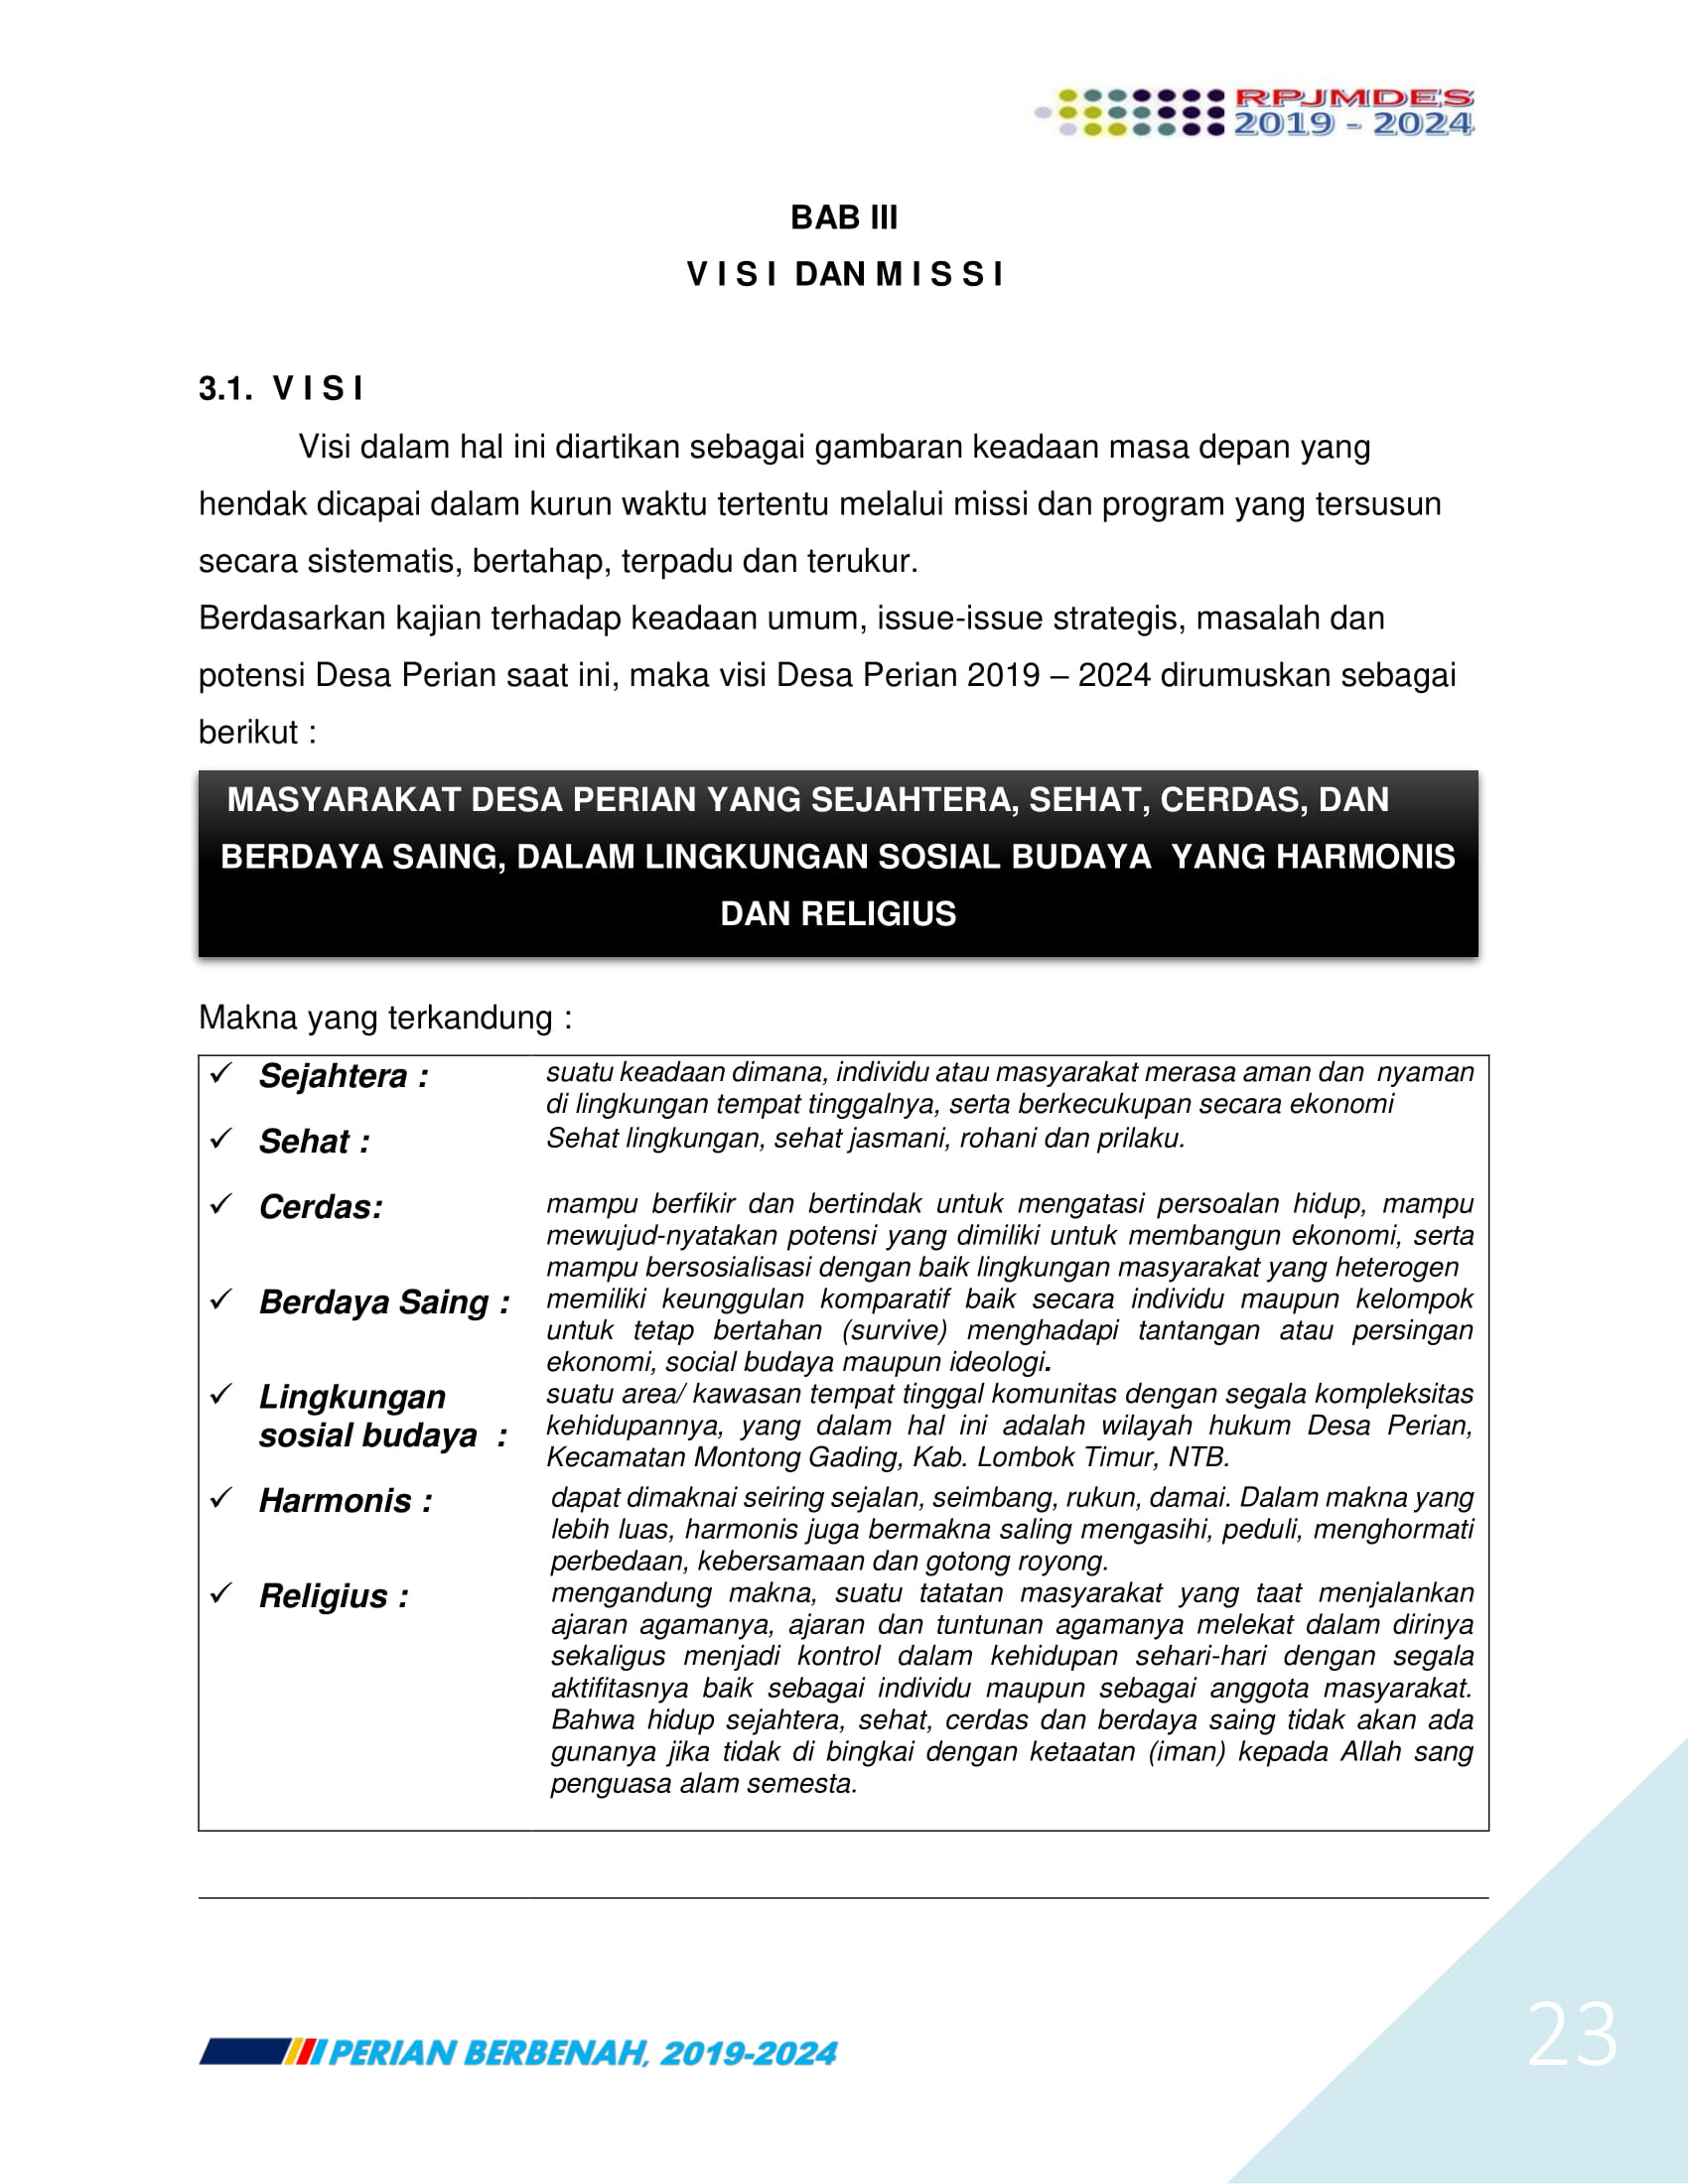 RPJMDES
2019 - 2024
BAB III
V I S I  DAN M I S S I
3.1.  V I S I
Visi dalam hal ini diartikan sebagai gambaran keadaan masa depan yang
hendak dicapai dalam kurun waktu tertentu melalui missi dan program yang tersusun
secara sistematis, bertahap, terpadu dan terukur.
Berdasarkan kajian terhadap keadaan umum, issue-issue strategis, masalah dan
potensi Desa Perian saat ini, maka visi Desa Perian 2019 – 2024 dirumuskan sebagai
berikut :
MASYARAKAT DESA PERIAN YANG SEJAHTERA, SEHAT, CERDAS, DAN
BERDAYA SAING, DALAM LINGKUNGAN SOSIAL BUDAYA  YANG HARMONIS
DAN RELIGIUS
Makna yang terkandung :
✓ Sejahtera : suatu keadaan dimana, individu atau masyarakat merasa aman dan  nyaman
di lingkungan tempat tinggalnya, serta berkecukupan secara ekonomi
✓ Sehat : Sehat lingkungan, sehat jasmani, rohani dan prilaku.
✓ Cerdas: mampu berfikir dan bertindak untuk mengatasi persoalan hidup, mampu
mewujud-nyatakan potensi yang dimiliki untuk membangun ekonomi, serta
mampu bersosialisasi dengan baik lingkungan masyarakat yang heterogen
✓ Berdaya Saing : memiliki keunggulan komparatif baik secara individu maupun kelompok
untuk tetap bertahan (survive) menghadapi tantangan atau persingan
ekonomi, social budaya maupun ideologi.
✓ Lingkungan suatu area/ kawasan tempat tinggal komunitas dengan segala kompleksitas
sosial budaya  : kehidupannya, yang dalam hal ini adalah wilayah hukum Desa Perian,
Kecamatan Montong Gading, Kab. Lombok Timur, NTB.
✓ Harmonis : dapat dimaknai seiring sejalan, seimbang, rukun, damai. Dalam makna yang
lebih luas, harmonis juga bermakna saling mengasihi, peduli, menghormati
perbedaan, kebersamaan dan gotong royong.
✓ Religius : mengandung makna, suatu tatatan masyarakat yang taat menjalankan
ajaran agamanya, ajaran dan tuntunan agamanya melekat dalam dirinya
sekaligus menjadi kontrol dalam kehidupan sehari-hari dengan segala
aktifitasnya baik sebagai individu maupun sebagai anggota masyarakat.
Bahwa hidup sejahtera, sehat, cerdas dan berdaya saing tidak akan ada
gunanya jika tidak di bingkai dengan ketaatan (iman) kepada Allah sang
penguasa alam semesta.
PERIAN BERBENAH, 2019-2024
23